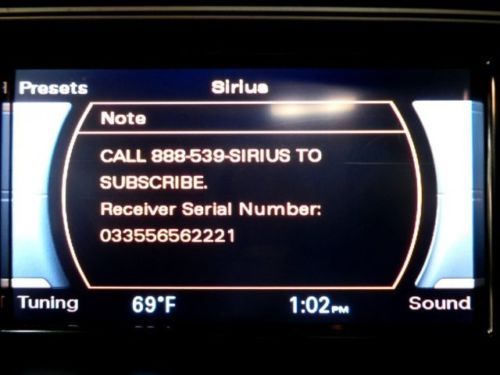 Presets Sirius
Note
CALL 888-539-SIRIUS TO
SUBSCRIBE.
Receiver Serial Number:
033556562221
Tuning 69°F 1:02PM Sound